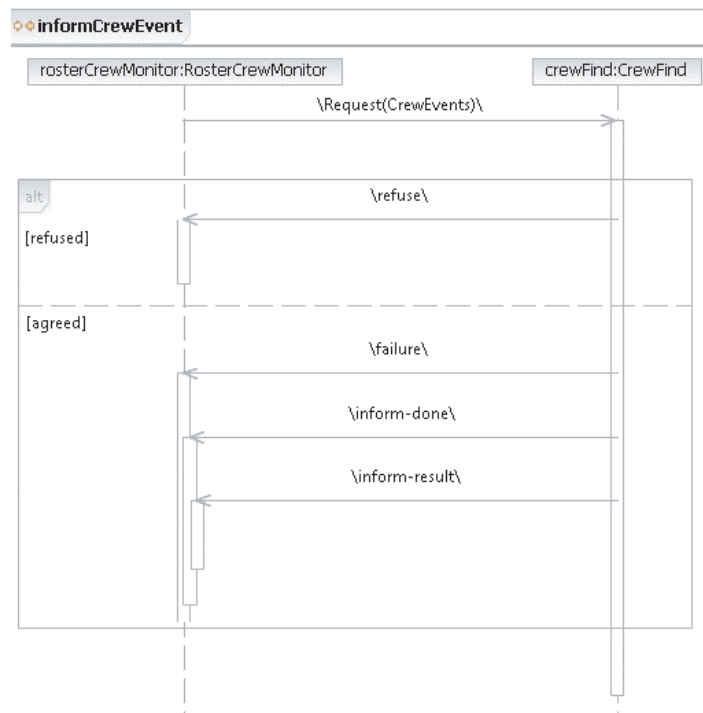 informCrewEvent
rosterCrewMonitor:RosterCrewMonitor
crewFind:CrewFind
\Request(CrewEvents)\
alt
\refuse\
[refused]
[agreed]
\failure\
\inform-done\
\inform-result\